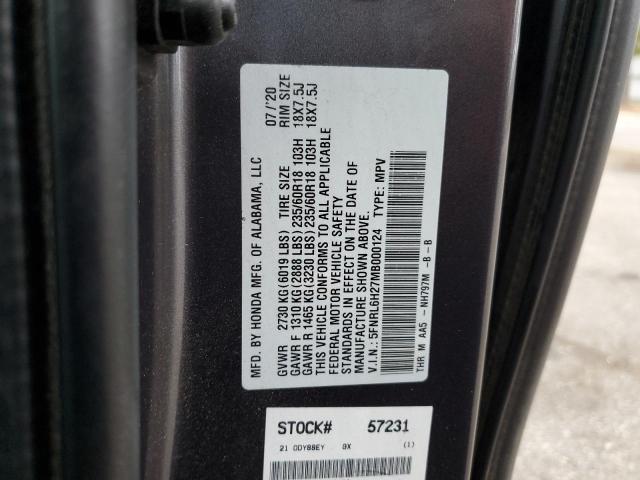 MFD. BY HONDA MFG. OF ALABAMA, LLC 07/'20
GVWR 2730 KG(6019 LBS) TIRE SIZE RIM SIZE
GAWR F 1310 KG(2888 LBS)235/60R18 103H 18X7.5J
GAWR R 1465 KG(3230 LBS)235/60R18 103H 18X7.5J
THIS VEHICLE CONFORMS TO ALL APPLICABLE
FEDERAL MOTOR VEHICLE SAFETY
STANDARDS IN EFFECT ON THE DATE OF
MANUFACTURE SHOWN ABOVE.
V.I.N.: 5FNRL6H27MB000124 TYPE: MPV
THR M AA5 - NH797M -B - B
STOCK# 57231
21 ODY88EY 0X (1)